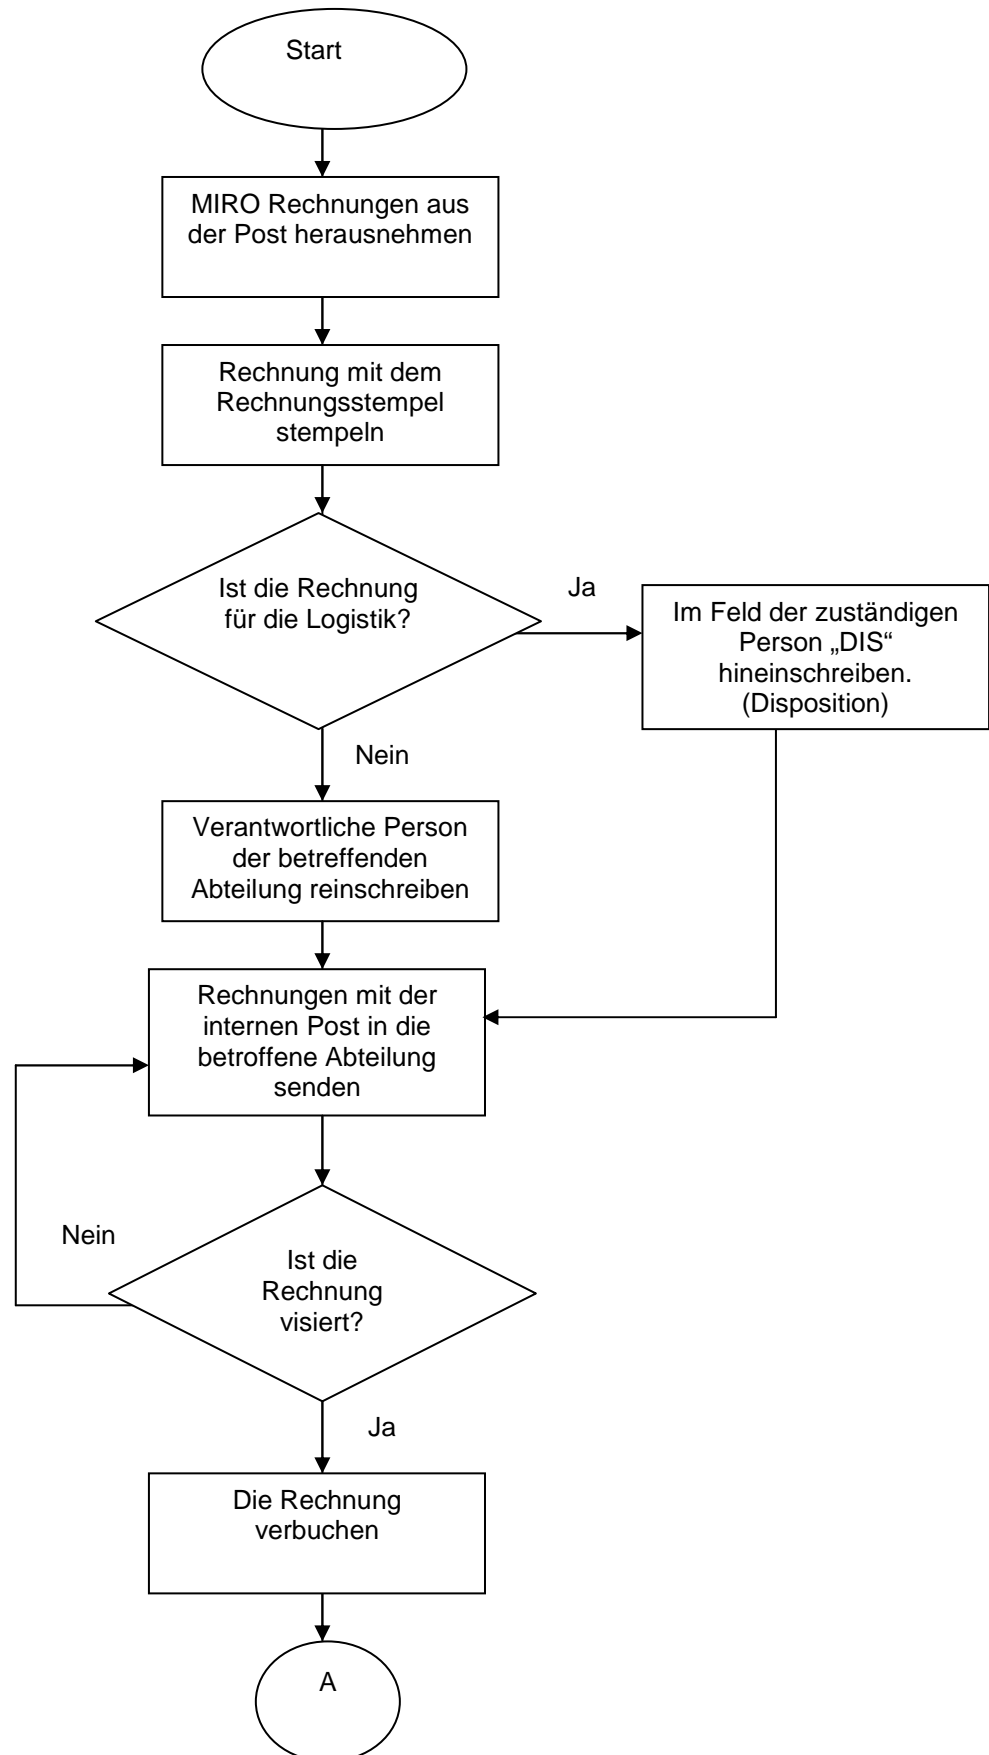 Start
MIRO Rechnungen aus
der Post herausnehmen
Rechnung mit dem
Rechnungsstempel
stempeln
Ist die Rechnung
für die Logistik?
Ja
Im Feld der zuständigen
Person „DIS“
hineinschreiben.
(Disposition)
Nein
Verantwortliche Person
der betreffenden
Abteilung reinschreiben
Rechnungen mit der
internen Post in die
betroffene Abteilung
senden
Nein
Ist die
Rechnung
visiert?
Ja
Die Rechnung
verbuchen
A